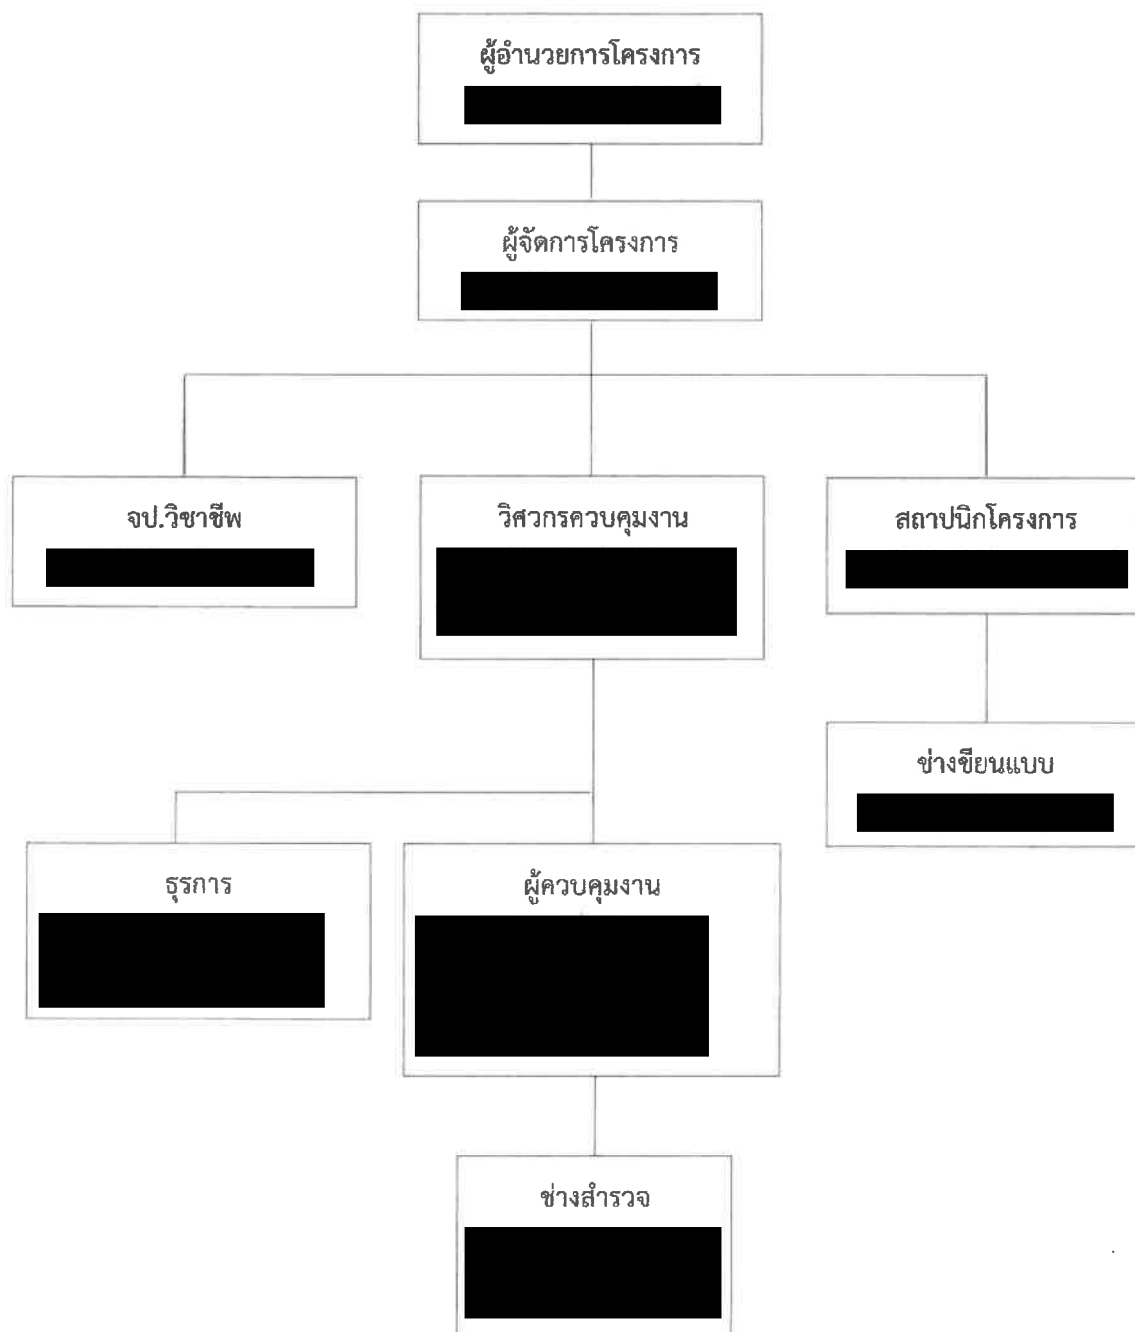 ผู้อำนวยการโครงการ
ผู้จัดการโครงการ
จป.วิชาชีพ
วิศวกรควบคุมงาน
สถาปนิกโครงการ
ช่างขียนแบบ
ธุรการ
ผู้ควบคุมงาน
ช่างสำรวจ